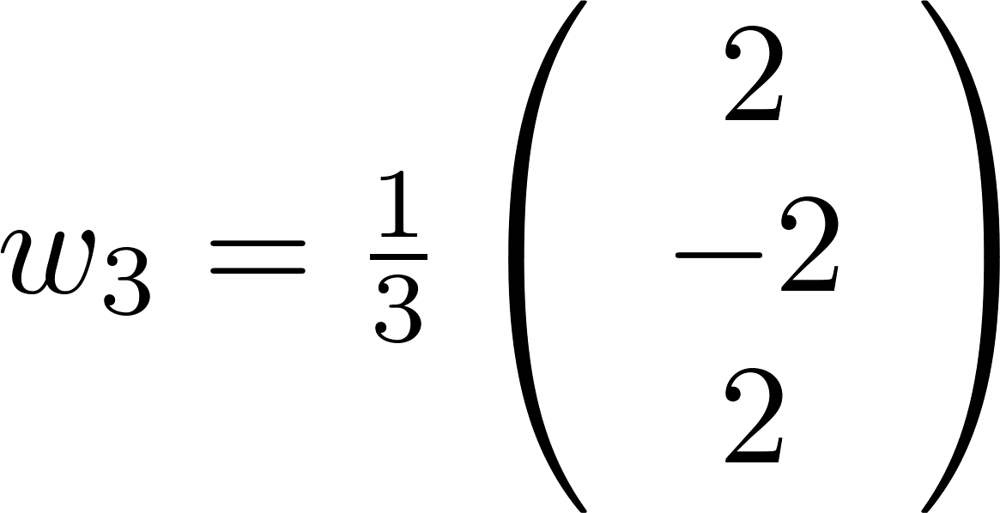 w_3 = \frac{1}{3} \begin{pmatrix} 2 \\ -2 \\ 2 \end{pmatrix}